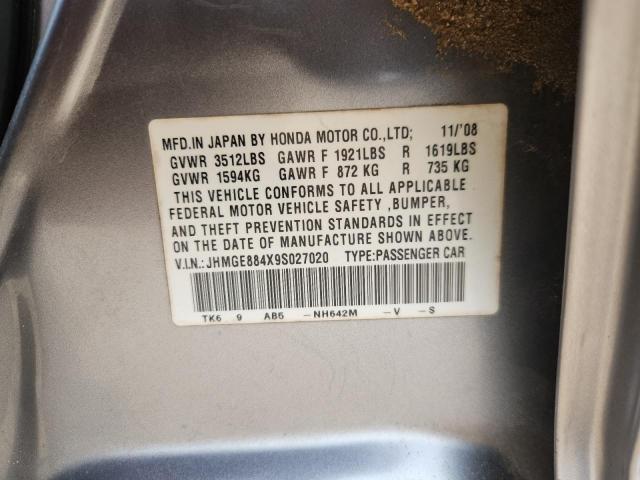 MFD.IN JAPAN BY HONDA MOTOR CO.,LTD; 11/'08
GVWR 3512LBS GAWR F 1921LBS R 1619LBS
GVWR 1594KG GAWR F 872 KG R 735 KG
THIS VEHICLE CONFORMS TO ALL APPLICABLE
FEDERAL MOTOR VEHICLE SAFETY ,BUMPER,
AND THEFT PREVENTION STANDARDS IN EFFECT
ON THE DATE OF MANUFACTURE SHOWN ABOVE.
V.I.N.: JHMGE884X9S027020 TYPE:PASSENGER CAR
TK6 9 AB5 -NH642M -V -S